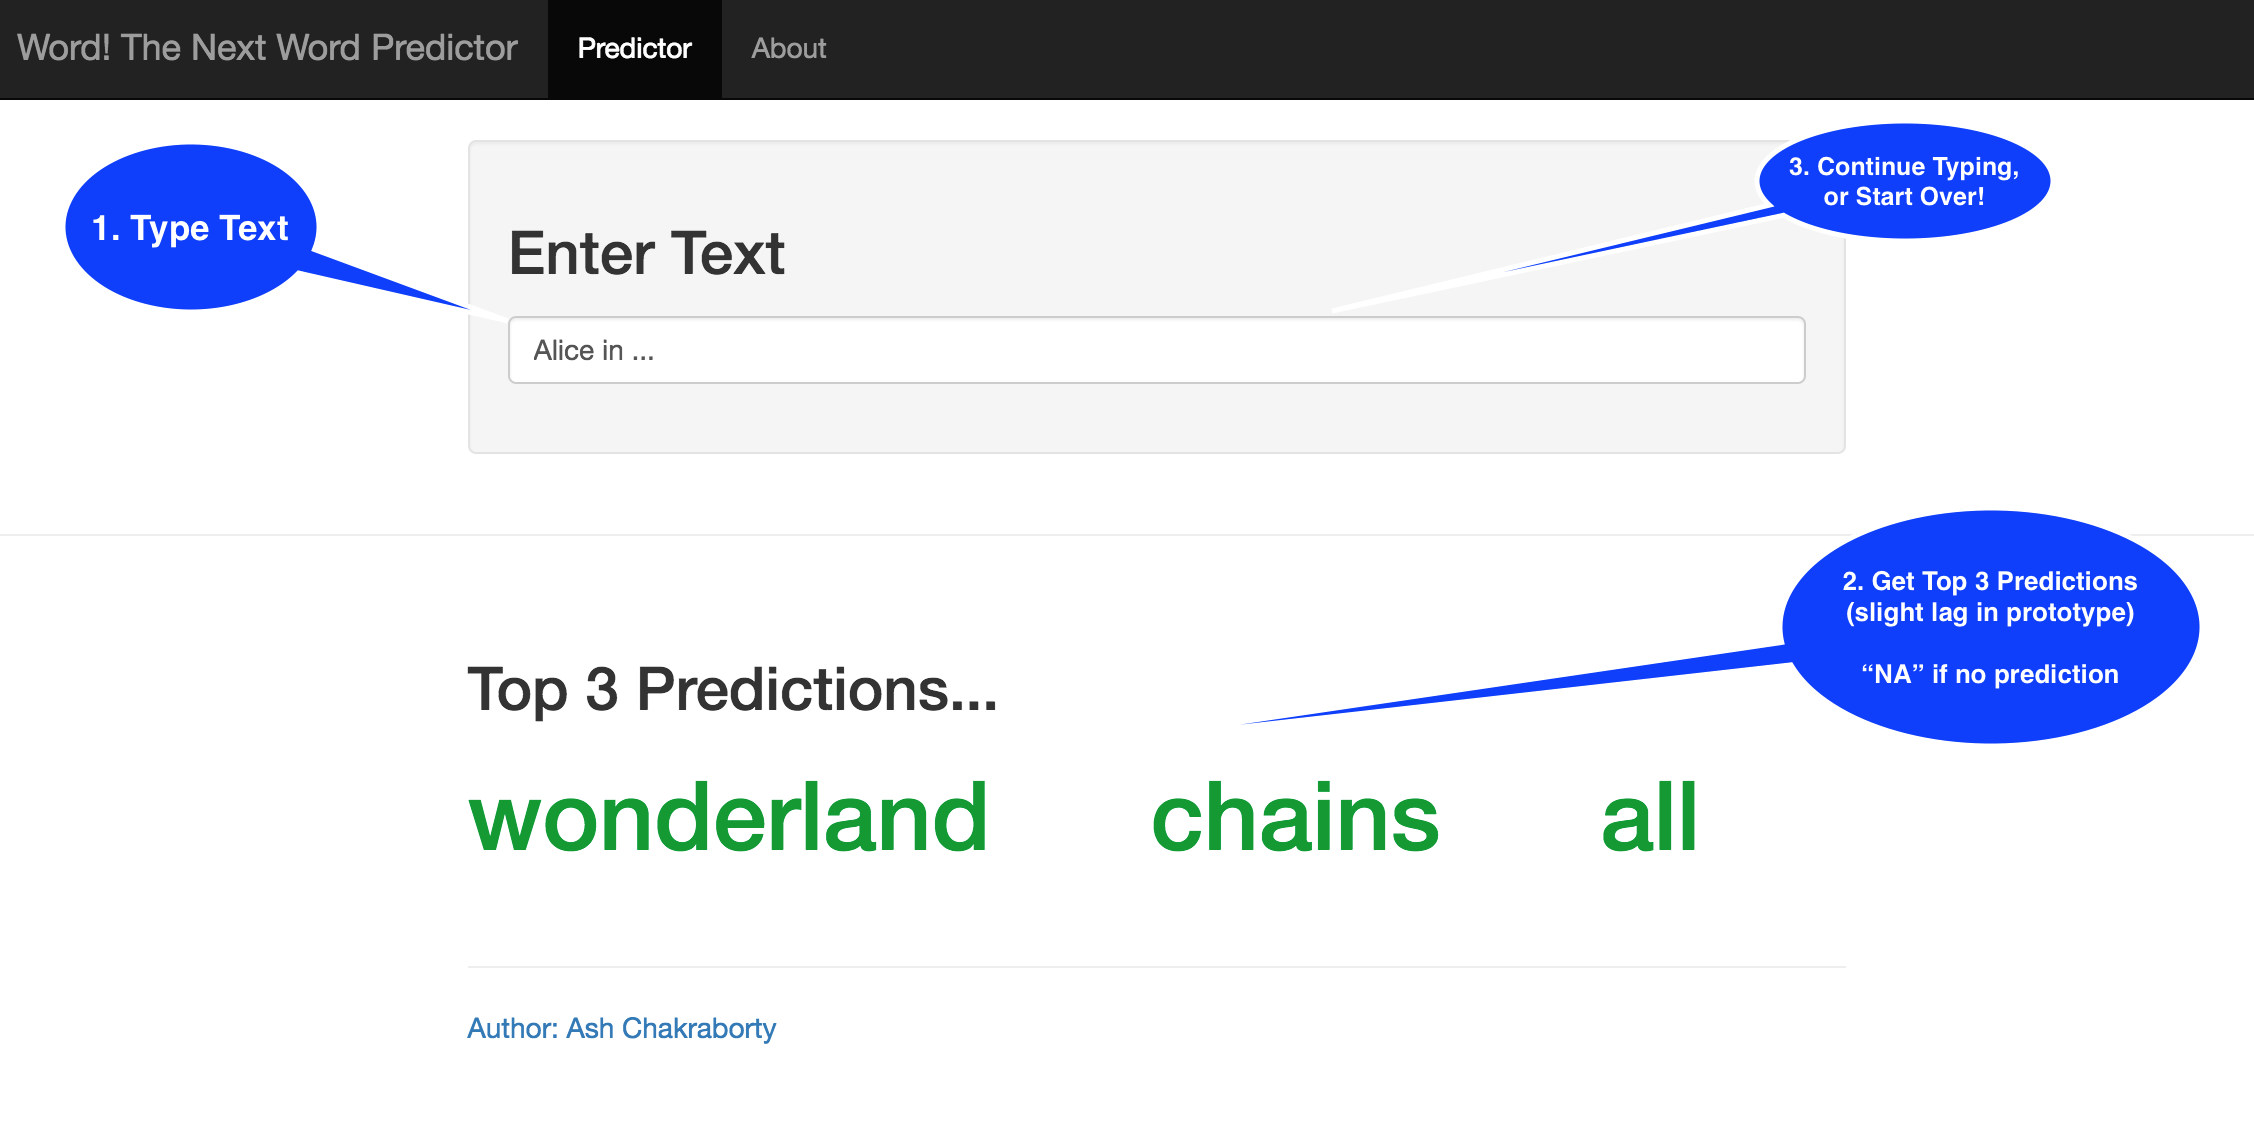 Word! The Next Word Predictor Predictor About
1. Type Text
3. Continue Typing,
or Start Over!
Enter Text
Alice in ...
2. Get Top 3 Predictions
(slight lag in prototype)
“NA” if no prediction
Top 3 Predictions...
wonderland chains all
Author: Ash Chakraborty